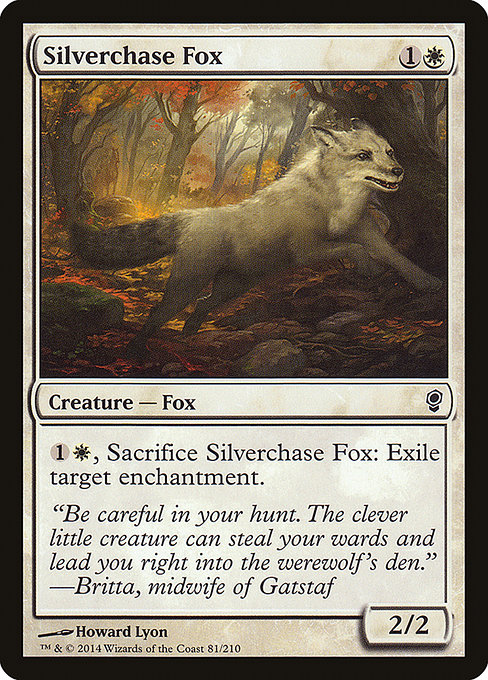 Silverchase Fox 1
Creature — Fox
1, Sacrifice Silverchase Fox: Exile
target enchantment.
“Be careful in your hunt. The clever
little creature can steal your wards and
lead you right into the werewolf’s den.”
—Britta, midwife of Gatstaf
2/2
Howard Lyon
™ & © 2014 Wizards of the Coast 81/210